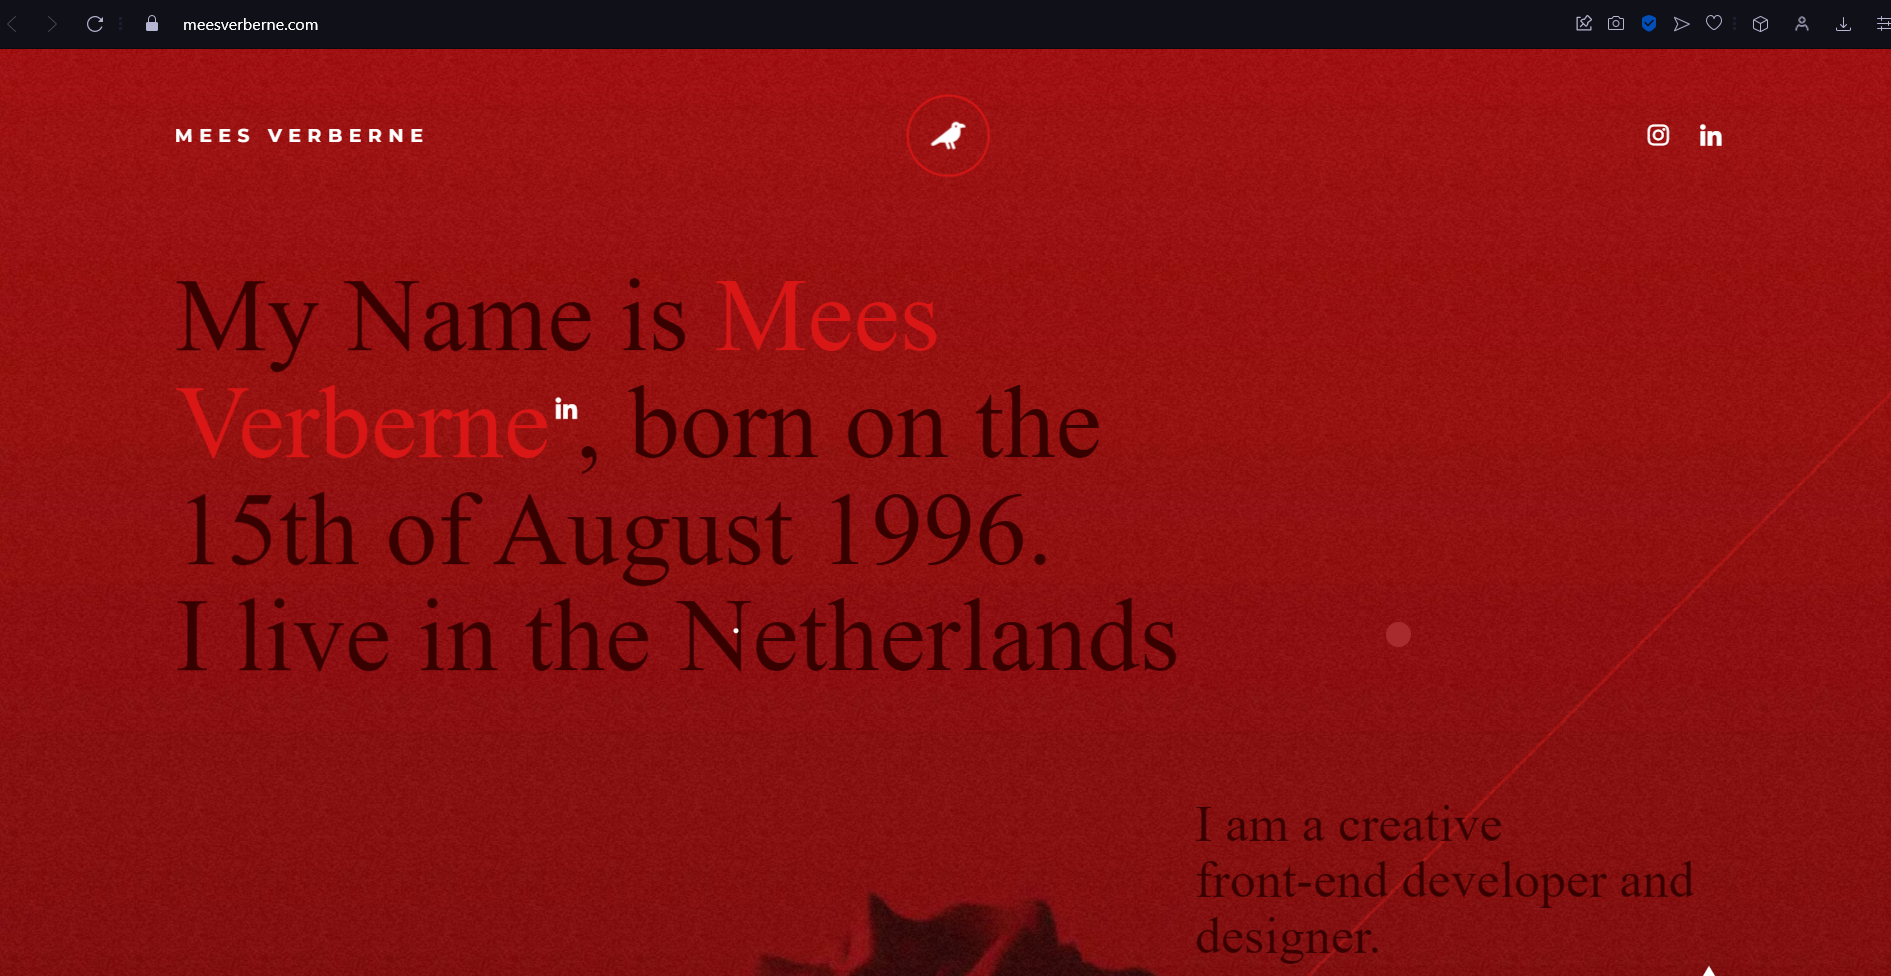 meesverberne.com
MEES VERBERNE
in
My Name is Mees
Verberne in, born on the
15th of August 1996.
I live in the Netherlands
I am a creative
front-end developer and
designer.